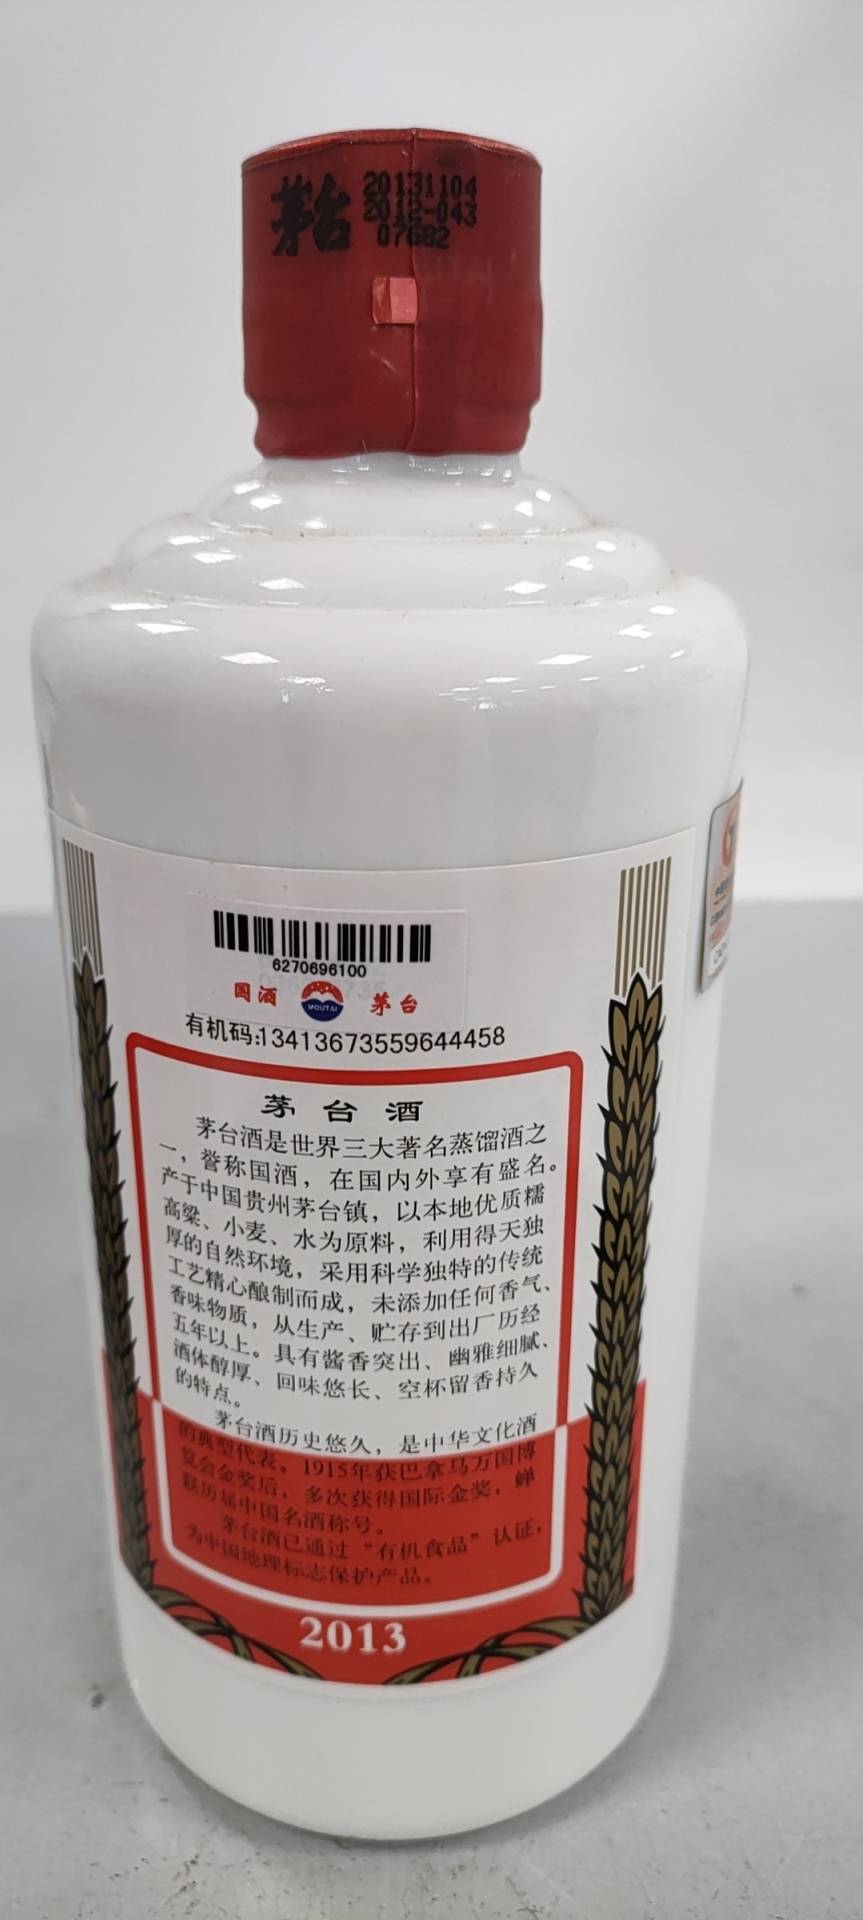 茅台
20131104
2012-043
07682
6270696100
国酒 MOUTAI 茅台
有机码:13413673559644458
茅台酒
茅台酒是世界三大著名蒸馏酒之
一，誉称国酒，在国内外享有盛名。
产于中国贵州茅台镇，以本地优质糯
高粱、小麦、水为原料，利用得天独
厚的自然环境，采用科学独特的传统
工艺精心酿制而成，未添加任何香气、
香味物质，从生产、贮存到出厂历经
五年以上。具有酱香突出、幽雅细腻、
酒体醇厚、回味悠长、空杯留香持久
的特点。
茅台酒历史悠久，是中华文化酒
的典型代表。1915年获巴拿马万国博
览会金奖后，多次获得国际金奖，蝉
联历届中国名酒称号。
茅台酒已通过“有机食品”认证，
为中国地理标志保护产品。
2013